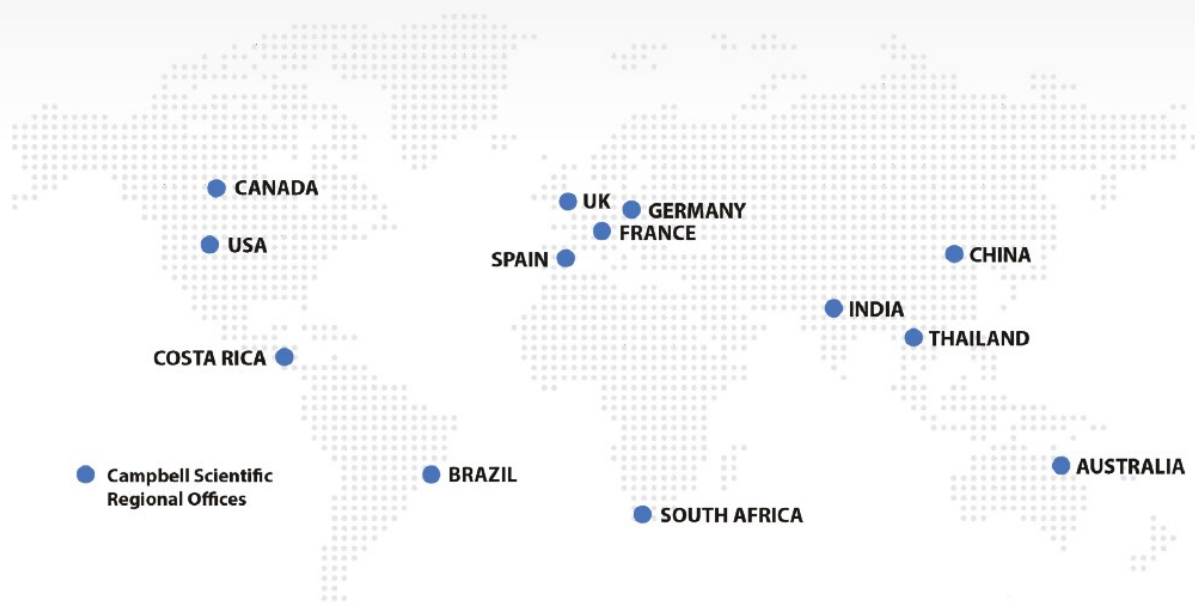 CANADA
UK
GERMANY
FRANCE
USA
SPAIN
CHINA
INDIA
THAILAND
COSTA RICA
Campbell Scientific
Regional Offices
BRAZIL
AUSTRALIA
SOUTH AFRICA